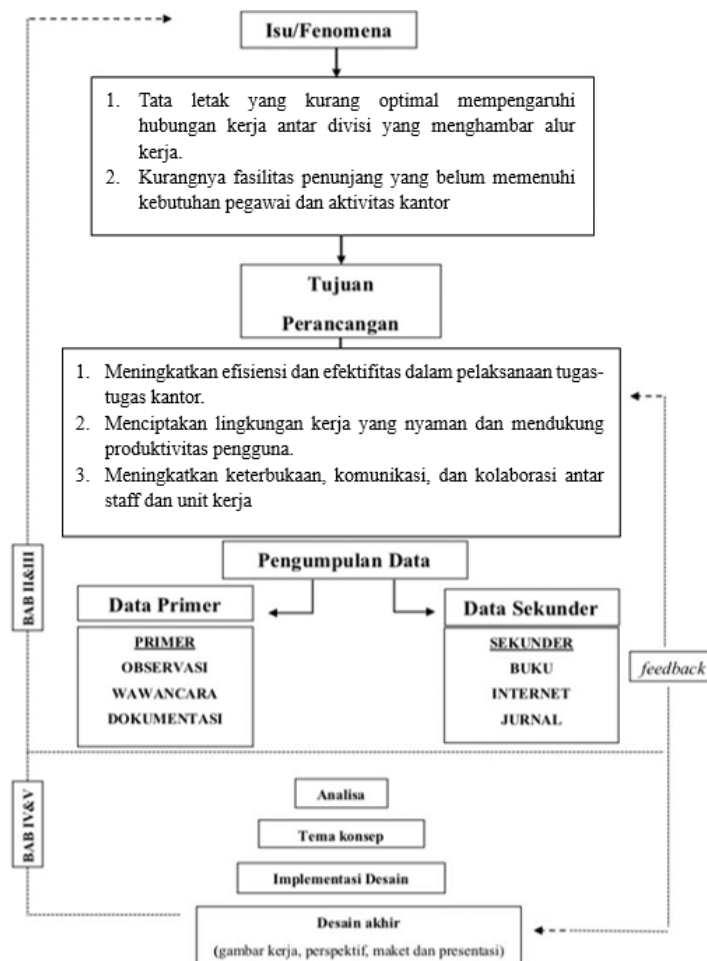 Isu/Fenomena
1. Tata letak yang kurang optimal mempengaruhi
hubungan kerja antar divisi yang menghambar alur
kerja.
2. Kurangnya fasilitas penunjang yang belum memenuhi
kebutuhan pegawai dan aktivitas kantor
Tujuan
Perancangan
1. Meningkatkan efisiensi dan efektifitas dalam pelaksanaan tugas-
tugas kantor.
2. Menciptakan lingkungan kerja yang nyaman dan mendukung
produktivitas pengguna.
3. Meningkatkan keterbukaan, komunikasi, dan kolaborasi antar
staff dan unit kerja
BAB II&III
Pengumpulan Data
Data Primer
PRIMER
OBSERVASI
WAWANCARA
DOKUMENTASI
Data Sekunder
SEKUNDER
BUKU
INTERNET
JURNAL
feedback
BAB IV&V
Analisa
Tema konsep
Implementasi Desain
Desain akhir
(gambar kerja, perspektif, maket dan presentasi)